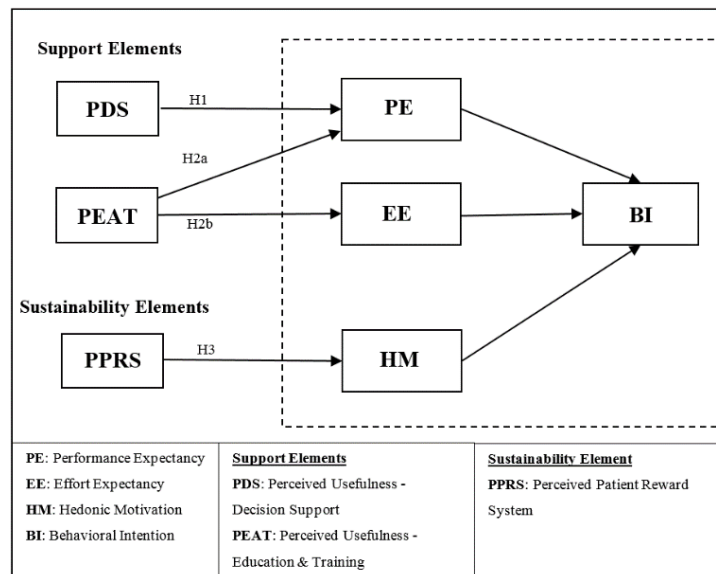 Support Elements
PDS
H1
PE
H2a
PEAT
H2b
EE
BI
Sustainability Elements
PPRS
H3
HM
PE: Performance Expectancy
EE: Effort Expectancy
HM: Hedonic Motivation
BI: Behavioral Intention
Support Elements
PDS: Perceived Usefulness -
Decision Support
PEAT: Perceived Usefulness -
Education & Training
Sustainability Element
PPRS: Perceived Patient Reward
System